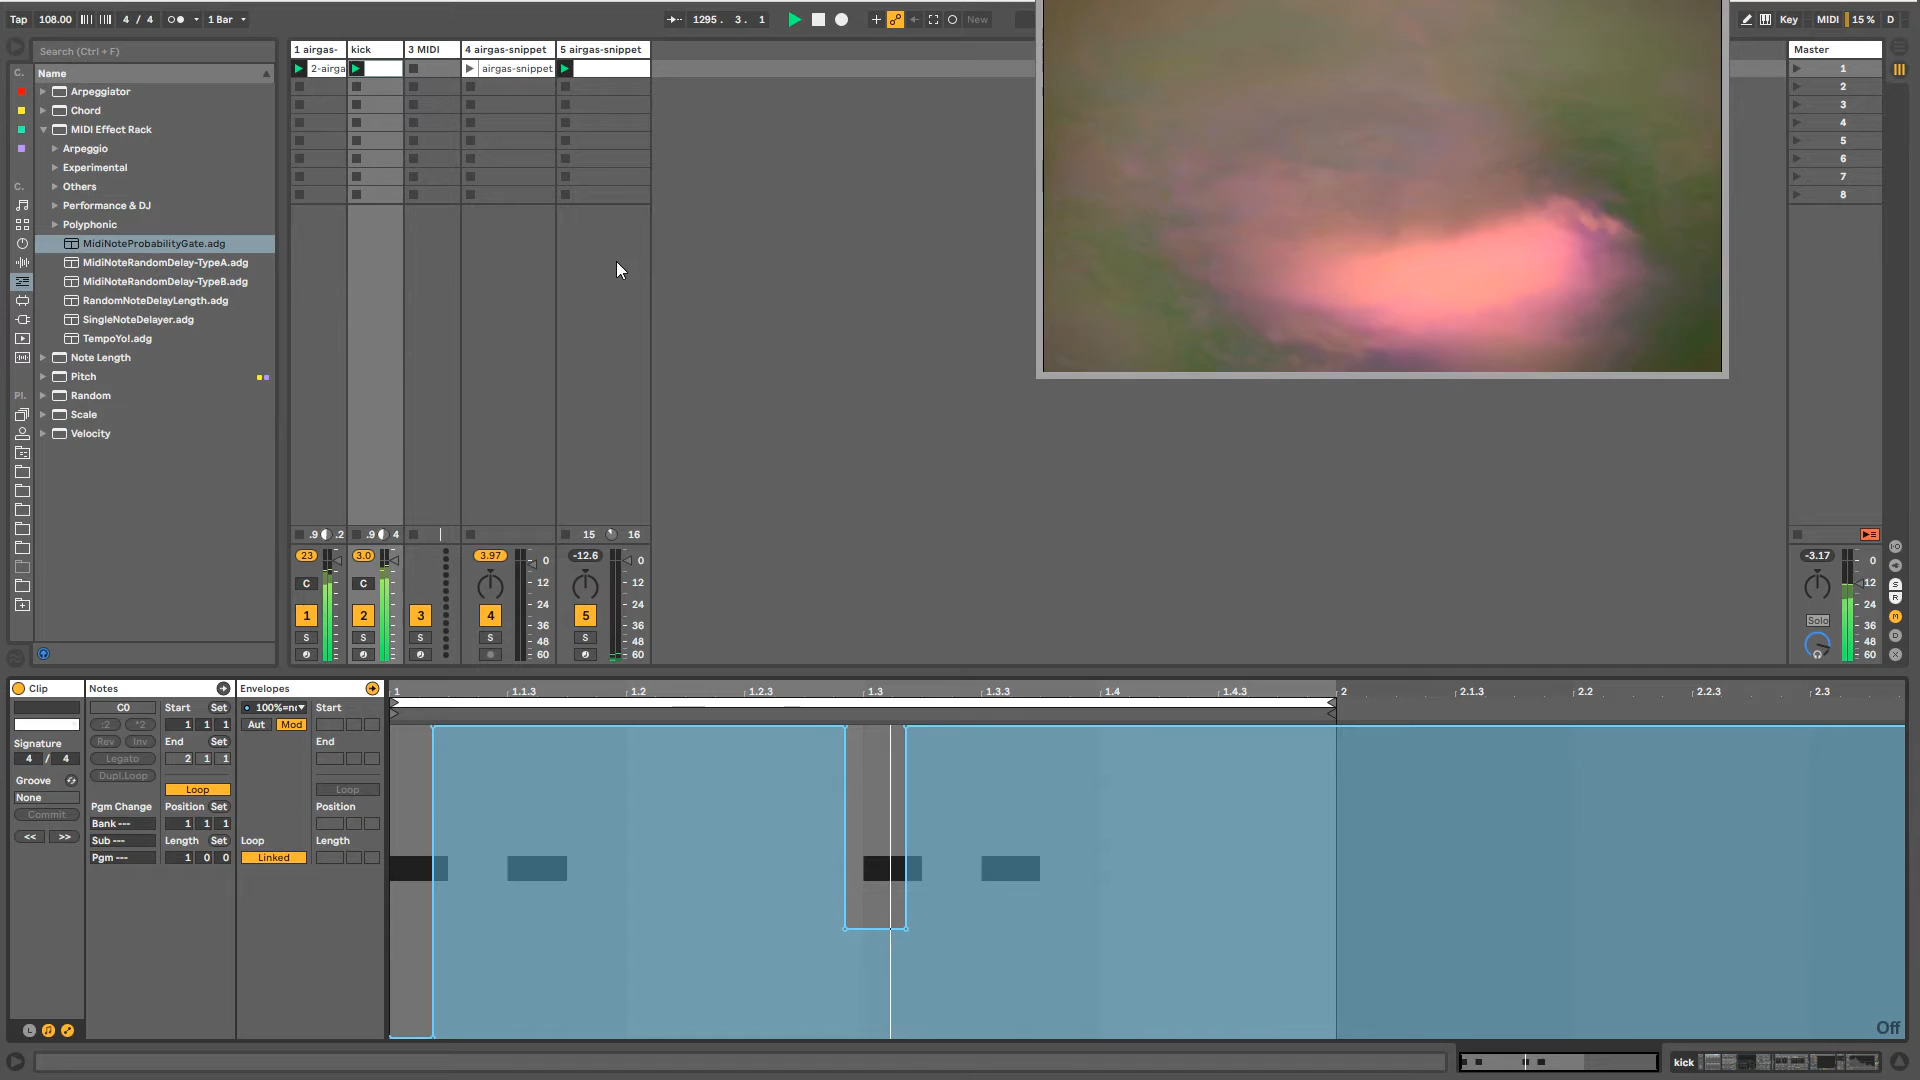 Tap 108.00 4 / 4 1 Bar 1295. 3. 1 New Key MIDI 15 % D
Search (Ctrl + F)
Name
Arpeggiator
Chord
MIDI Effect Rack
Arpeggio
Experimental
Others
Performance & DJ
Polyphonic
MidiNoteProbabilityGate.adg
MidiNoteRandomDelay-TypeA.adg
MidiNoteRandomDelay-TypeB.adg
RandomNoteDelayLength.adg
SingleNoteDelayer.adg
TempoYo!.adg
Note Length
Pitch
Random
Scale
Velocity
C.
C.
Pl.
1 airgas- kick 3 MIDI 4 airgas-snippet 5 airgas-snippet Master
2-airga airgas-snippet 1
2
3
4
5
6
7
8
.9 .2 .9 4 15 16
23 3.0 3.97 0 -12.6 0 -3.17 0
C C 12 12 12
24 24 24
1 2 3 4 36 5 36 Solo 36
S S S S 48 S 48 48
60 60 60
S
R
M
D
X
Clip Notes Envelopes
C0 Start Set 100%=n Start
:2 *2 1 1 1 Aut Mod
Signature Rev Inv End Set End
4 / 4 Legato 2 1 1
Groove Dupl.Loop Loop Loop
None Pgm Change Position Set Position
Commit Bank --- 1 1 1
<< >> Sub --- Length Set Loop Length
Pgm --- 1 0 0 Linked
L
1 1.1.3 1.2 1.2.3 1.3 1.3.3 1.4 1.4.3 2 2.1.3 2.2 2.2.3 2.3
Off
kick